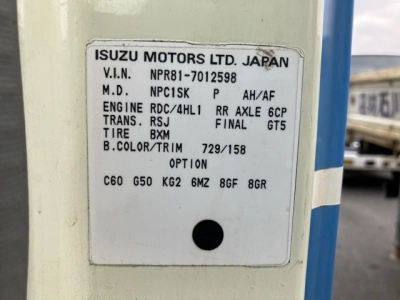 ISUZU MOTORS LTD. JAPAN
V.I.N. NPR81-7012598
M.D. NPC1SK P AH/AF
ENGINE RDC/4HL1 RR AXLE 6CP
TRANS. RSJ FINAL GT5
TIRE BXM
B.COLOR/TRIM 729/158
OPTION
C60 G50 KG2 6MZ 8GF 8GR